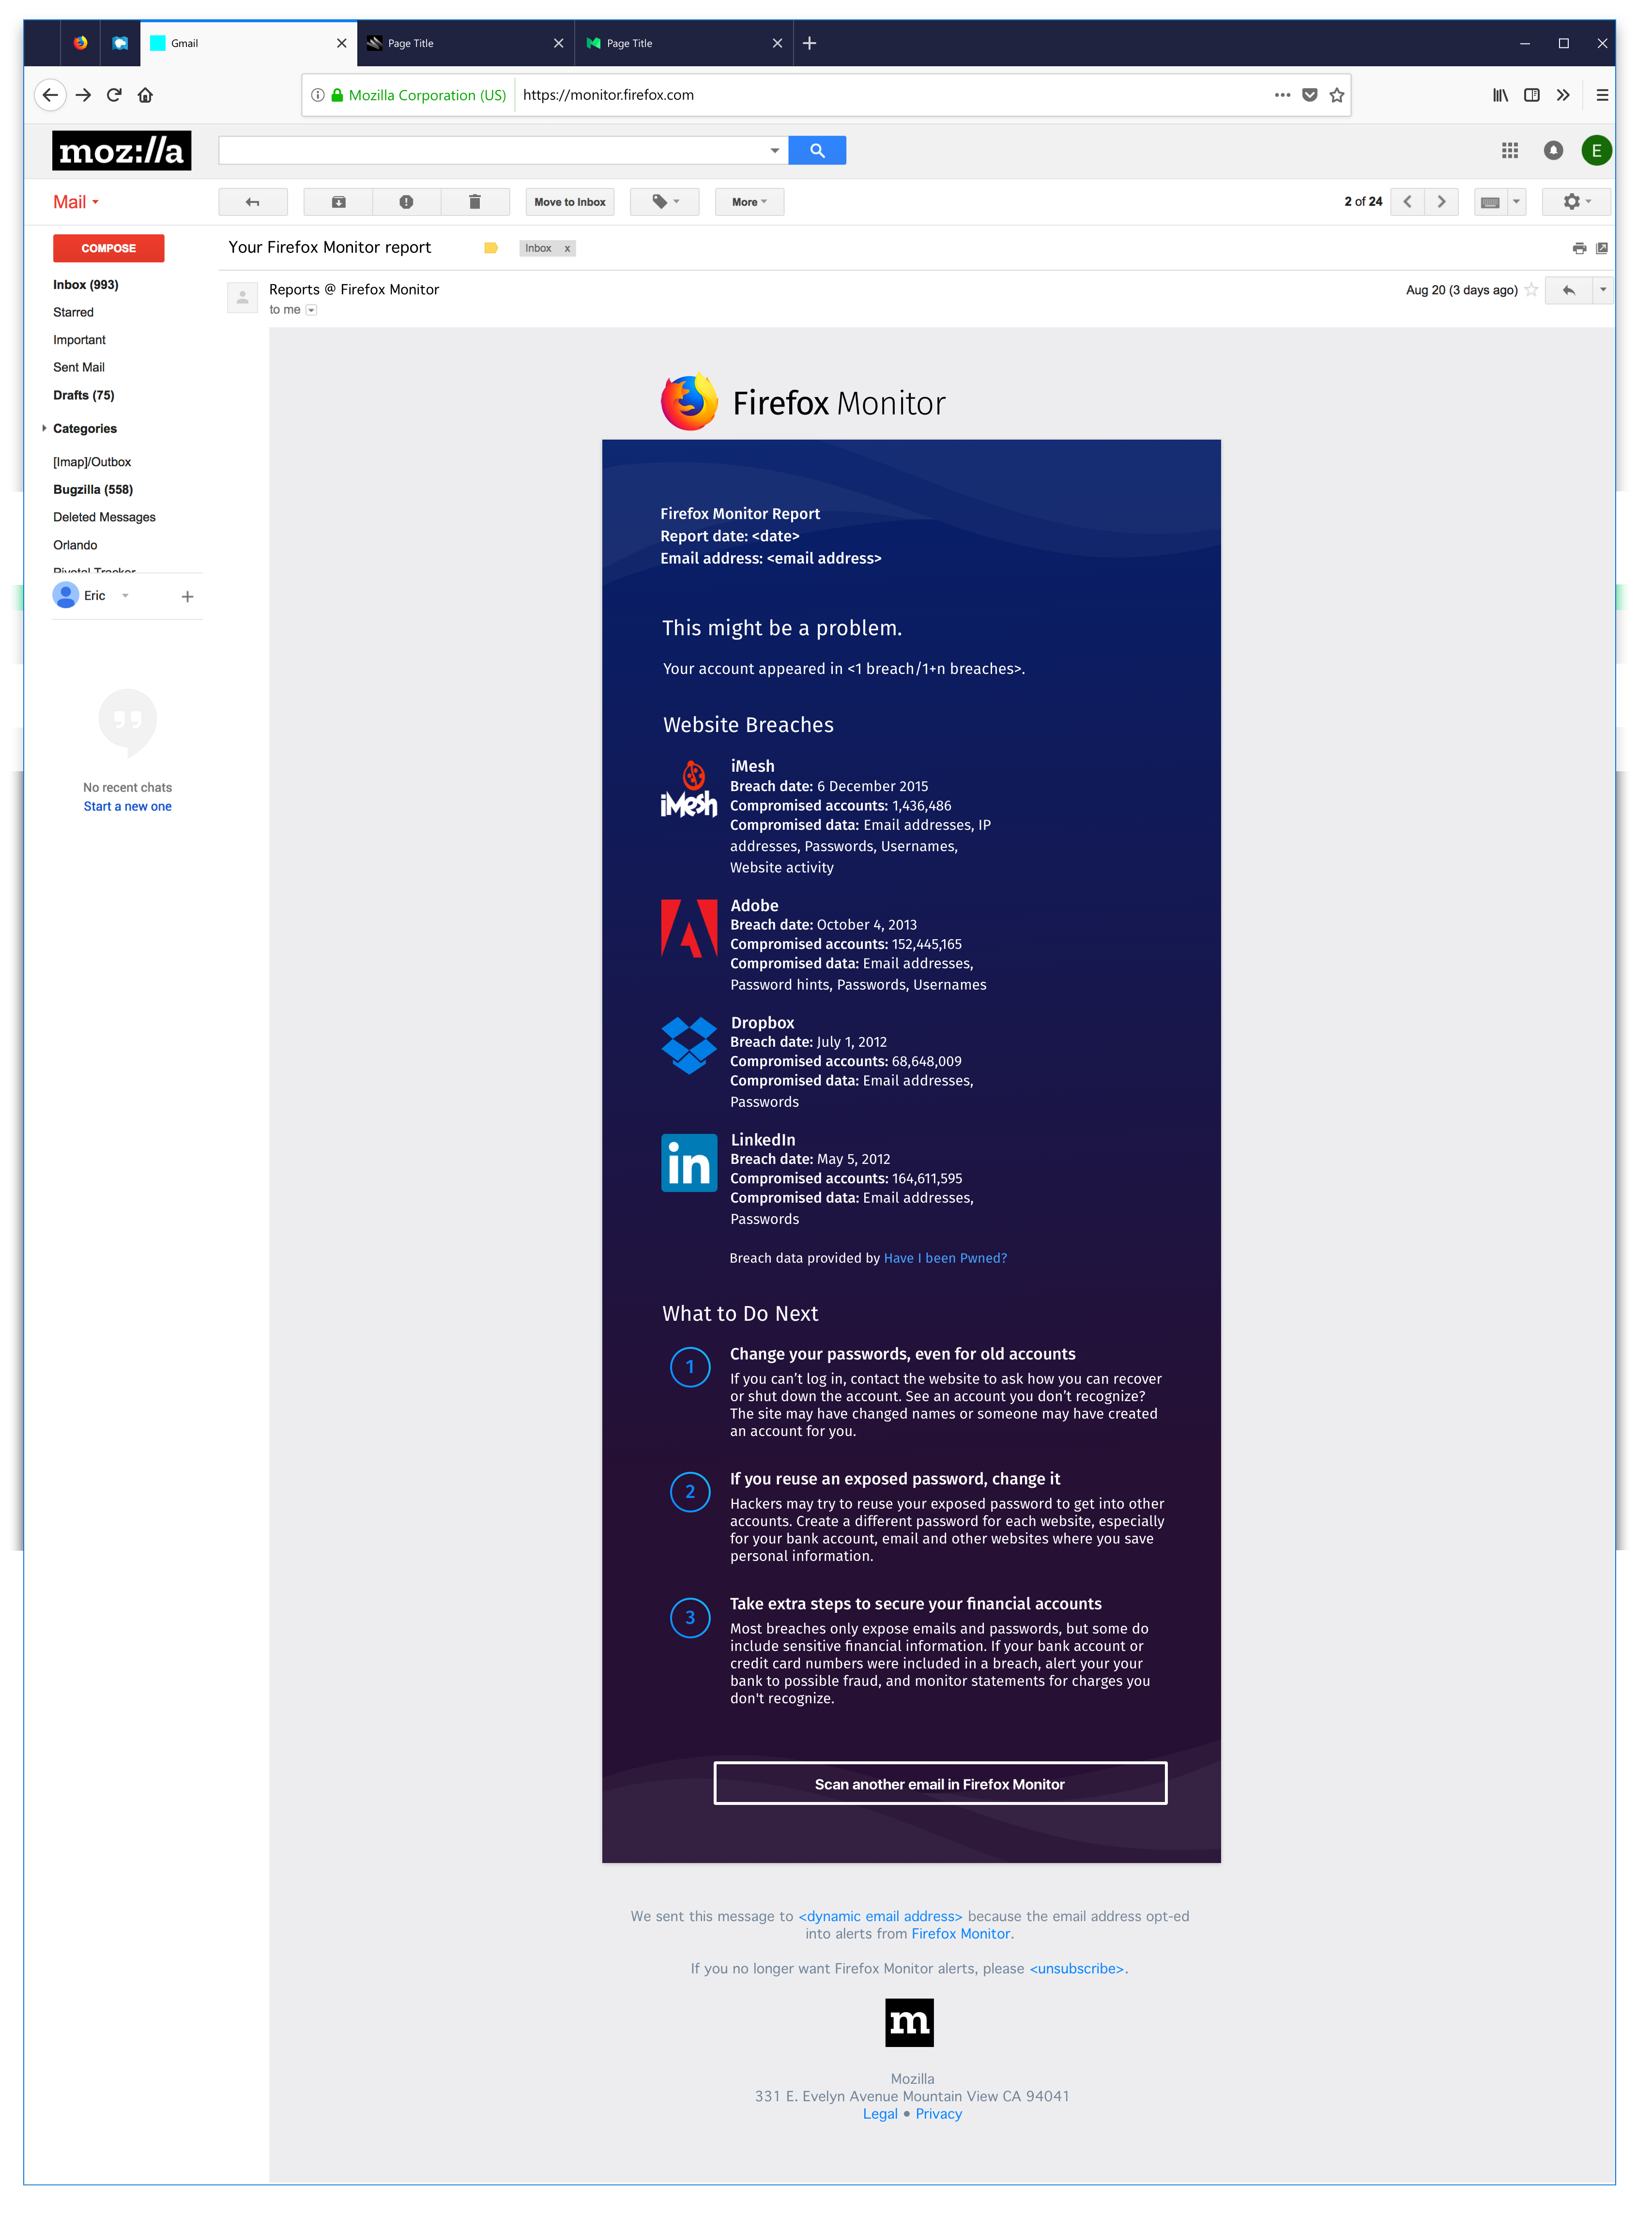 Gmail
Page Title
Page Title
Mozilla Corporation (US)
https://monitor.firefox.com
moz://a
E
Mail
Move to Inbox
More
2 of 24
COMPOSE
Your Firefox Monitor report
Inbox x
Inbox (993)
Starred
Important
Sent Mail
Drafts (75)
Categories
[Imap]/Outbox
Bugzilla (558)
Deleted Messages
Orlando
Pivotal Tracker
Eric
No recent chats
Start a new one
Reports @ Firefox Monitor
to me
Aug 20 (3 days ago)
Firefox Monitor
Firefox Monitor Report
Report date: <date>
Email address: <email address>
This might be a problem.
Your account appeared in <1 breach/1+n breaches>.
Website Breaches
iMesh
iMesh
Breach date: 6 December 2015
Compromised accounts: 1,436,486
Compromised data: Email addresses, IP
addresses, Passwords, Usernames,
Website activity
Adobe
Breach date: October 4, 2013
Compromised accounts: 152,445,165
Compromised data: Email addresses,
Password hints, Passwords, Usernames
Dropbox
Breach date: July 1, 2012
Compromised accounts: 68,648,009
Compromised data: Email addresses,
Passwords
in
LinkedIn
Breach date: May 5, 2012
Compromised accounts: 164,611,595
Compromised data: Email addresses,
Passwords
Breach data provided by Have I been Pwned?
What to Do Next
1
Change your passwords, even for old accounts
If you can’t log in, contact the website to ask how you can recover
or shut down the account. See an account you don’t recognize?
The site may have changed names or someone may have created
an account for you.
2
If you reuse an exposed password, change it
Hackers may try to reuse your exposed password to get into other
accounts. Create a different password for each website, especially
for your bank account, email and other websites where you save
personal information.
3
Take extra steps to secure your financial accounts
Most breaches only expose emails and passwords, but some do
include sensitive financial information. If your bank account or
credit card numbers were included in a breach, alert your your
bank to possible fraud, and monitor statements for charges you
don't recognize.
Scan another email in Firefox Monitor
We sent this message to <dynamic email address> because the email address opt-ed
into alerts from Firefox Monitor.
If you no longer want Firefox Monitor alerts, please <unsubscribe>.
m
Mozilla
331 E. Evelyn Avenue Mountain View CA 94041
Legal • Privacy